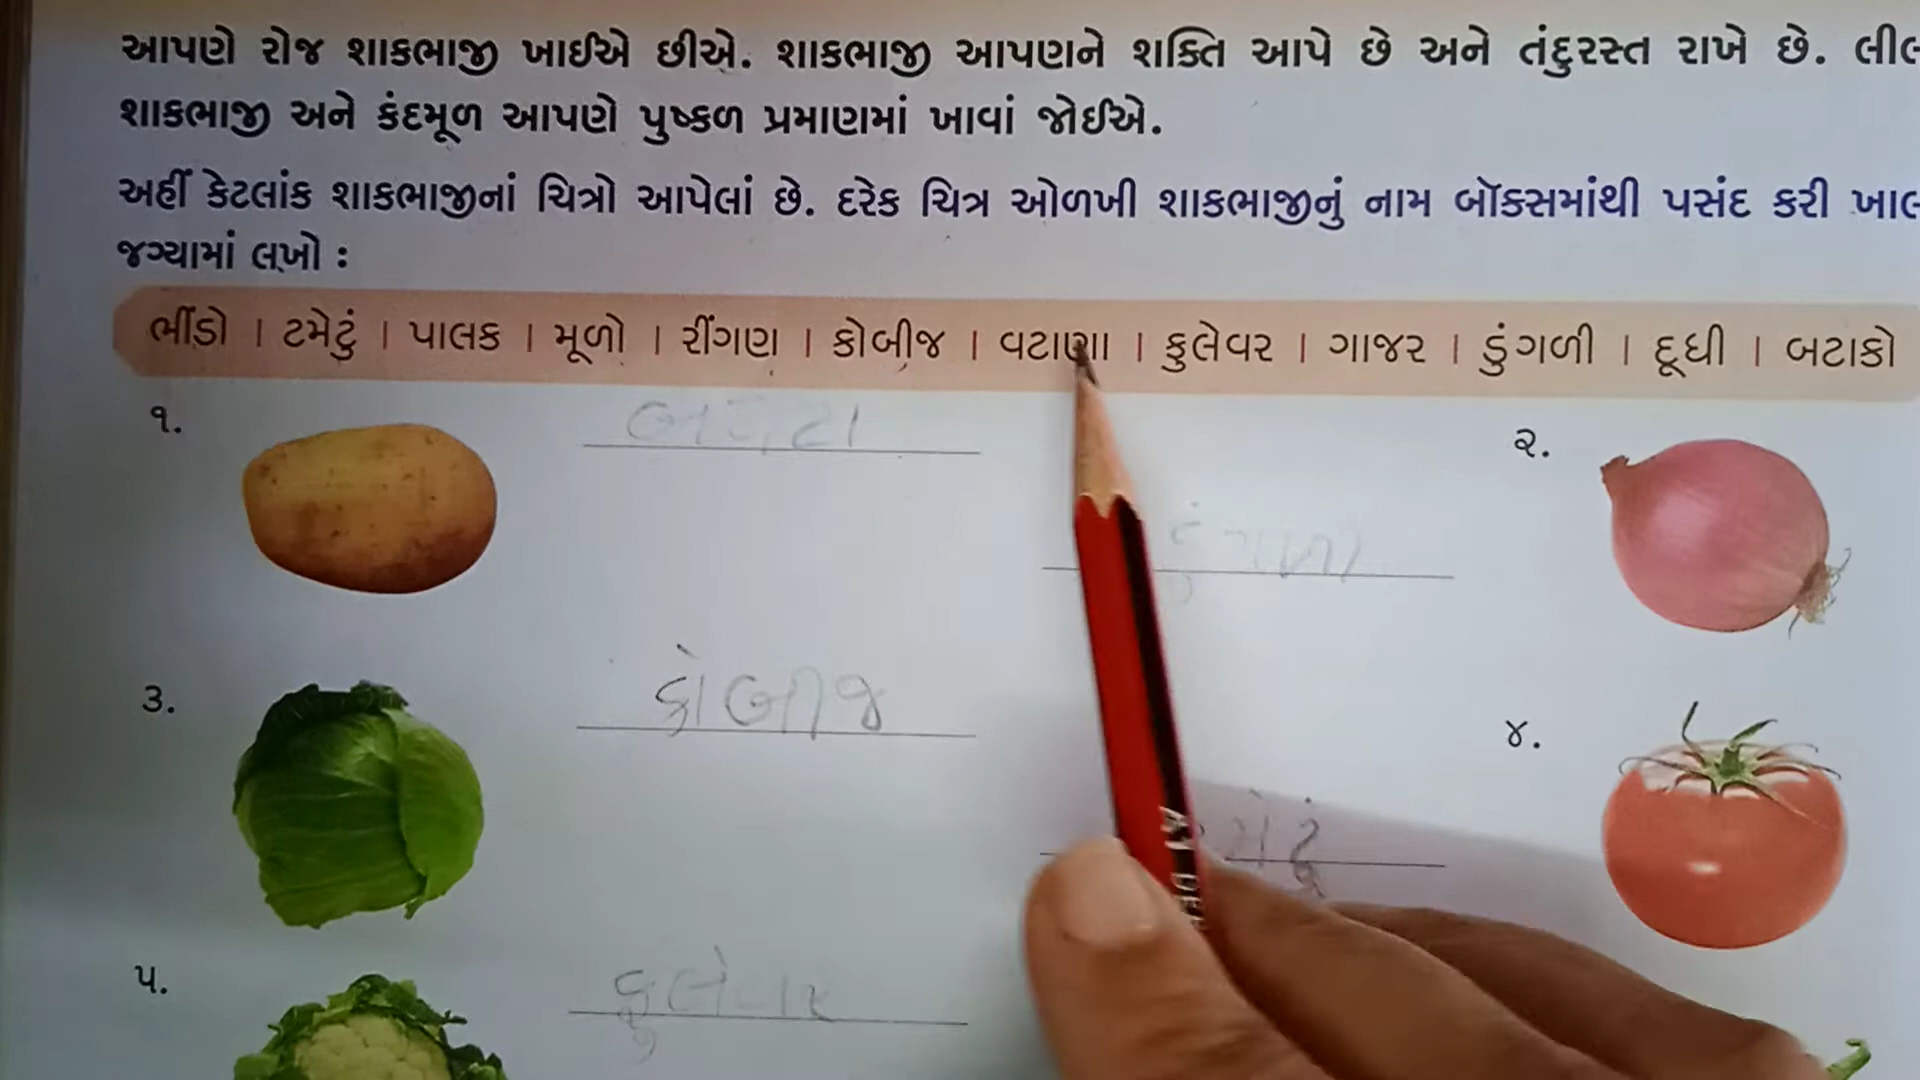 આપણે રોજ શાકભાજી ખાઈએ છીએ. શાકભાજી આપણને શક્તિ આપે છે અને તંદુરસ્ત રાખે છે.
શાકભાજી અને કંદમૂળ આપણે પુષ્કળ પ્રમાણમાં ખાવાં જોઈએ.
અહીં કેટલાંક શાકભાજીનાં ચિત્રો આપેલાં છે. દરેક ચિત્ર ઓળખી શાકભાજીનું નામ બૉક્સમાંથી પસંદ કરી
જગ્યામાં લખો :
ભીંડો | ટમેટું | પાલક | મૂળો | રીંગણ | કોબીજ | વટાણા | ફુલેવર | ગાજર | ડુંગળી | દૂધી | બટાકો
૧.
૨.
૩. કોબીજ
૪.
૫. ફુલેવર